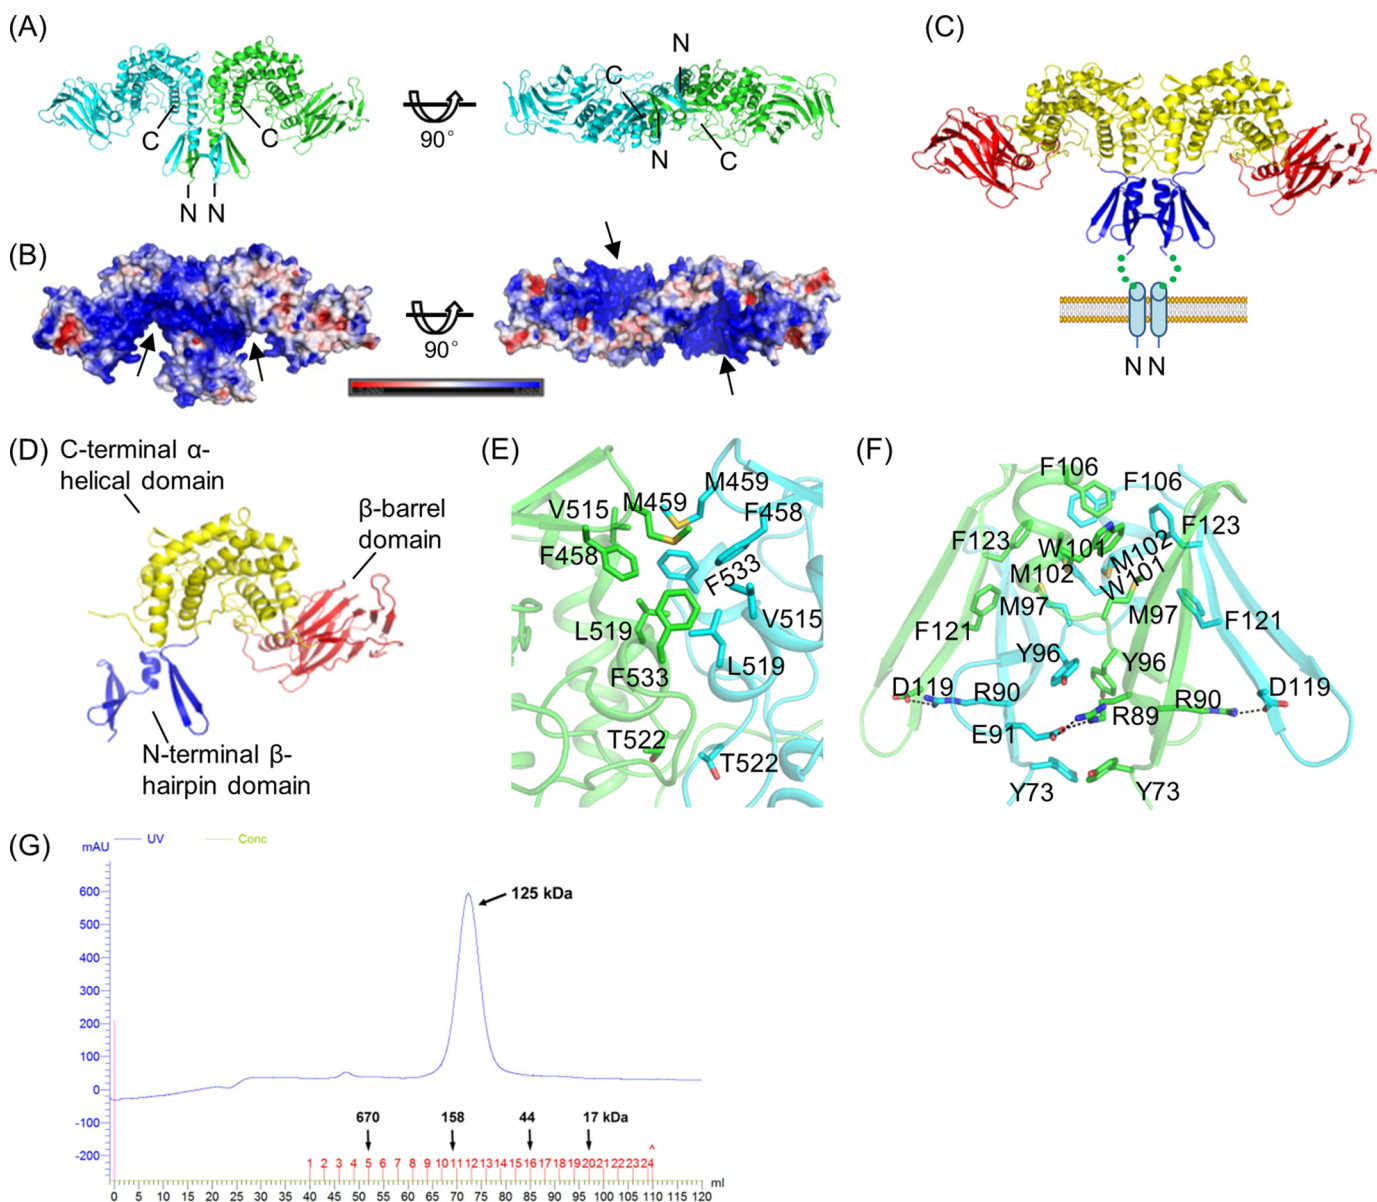 (A)
C
C
N N
90°
N
C
N
C
(B)
90°
(C)
N N
(D)
C-terminal α-
helical domain
β-barrel
domain
N-terminal β-
hairpin domain
(E)
M459
V515
M459
F458
F458
F533
V515
L519
L519
F533
T522
T522
(F)
F106
F106
F123
F123
W101
M102
M102
W101
M97
M97
F121
F121
Y96
Y96
D119
R90
R90
D119
R89
E91
Y73
Y73
(G)
mAU
UV
Conc
600
500
400
300
200
100
0
-100
-200
125 kDa
670 158 44 17 kDa
1 2 3 4 5 6 7 8 9 10 11 12 13 14 15 16 17 18 19 20 21 22 23 24
0 5 10 15 20 25 30 35 40 45 50 55 60 65 70 75 80 85 90 95 100 105 110 115 120
ml